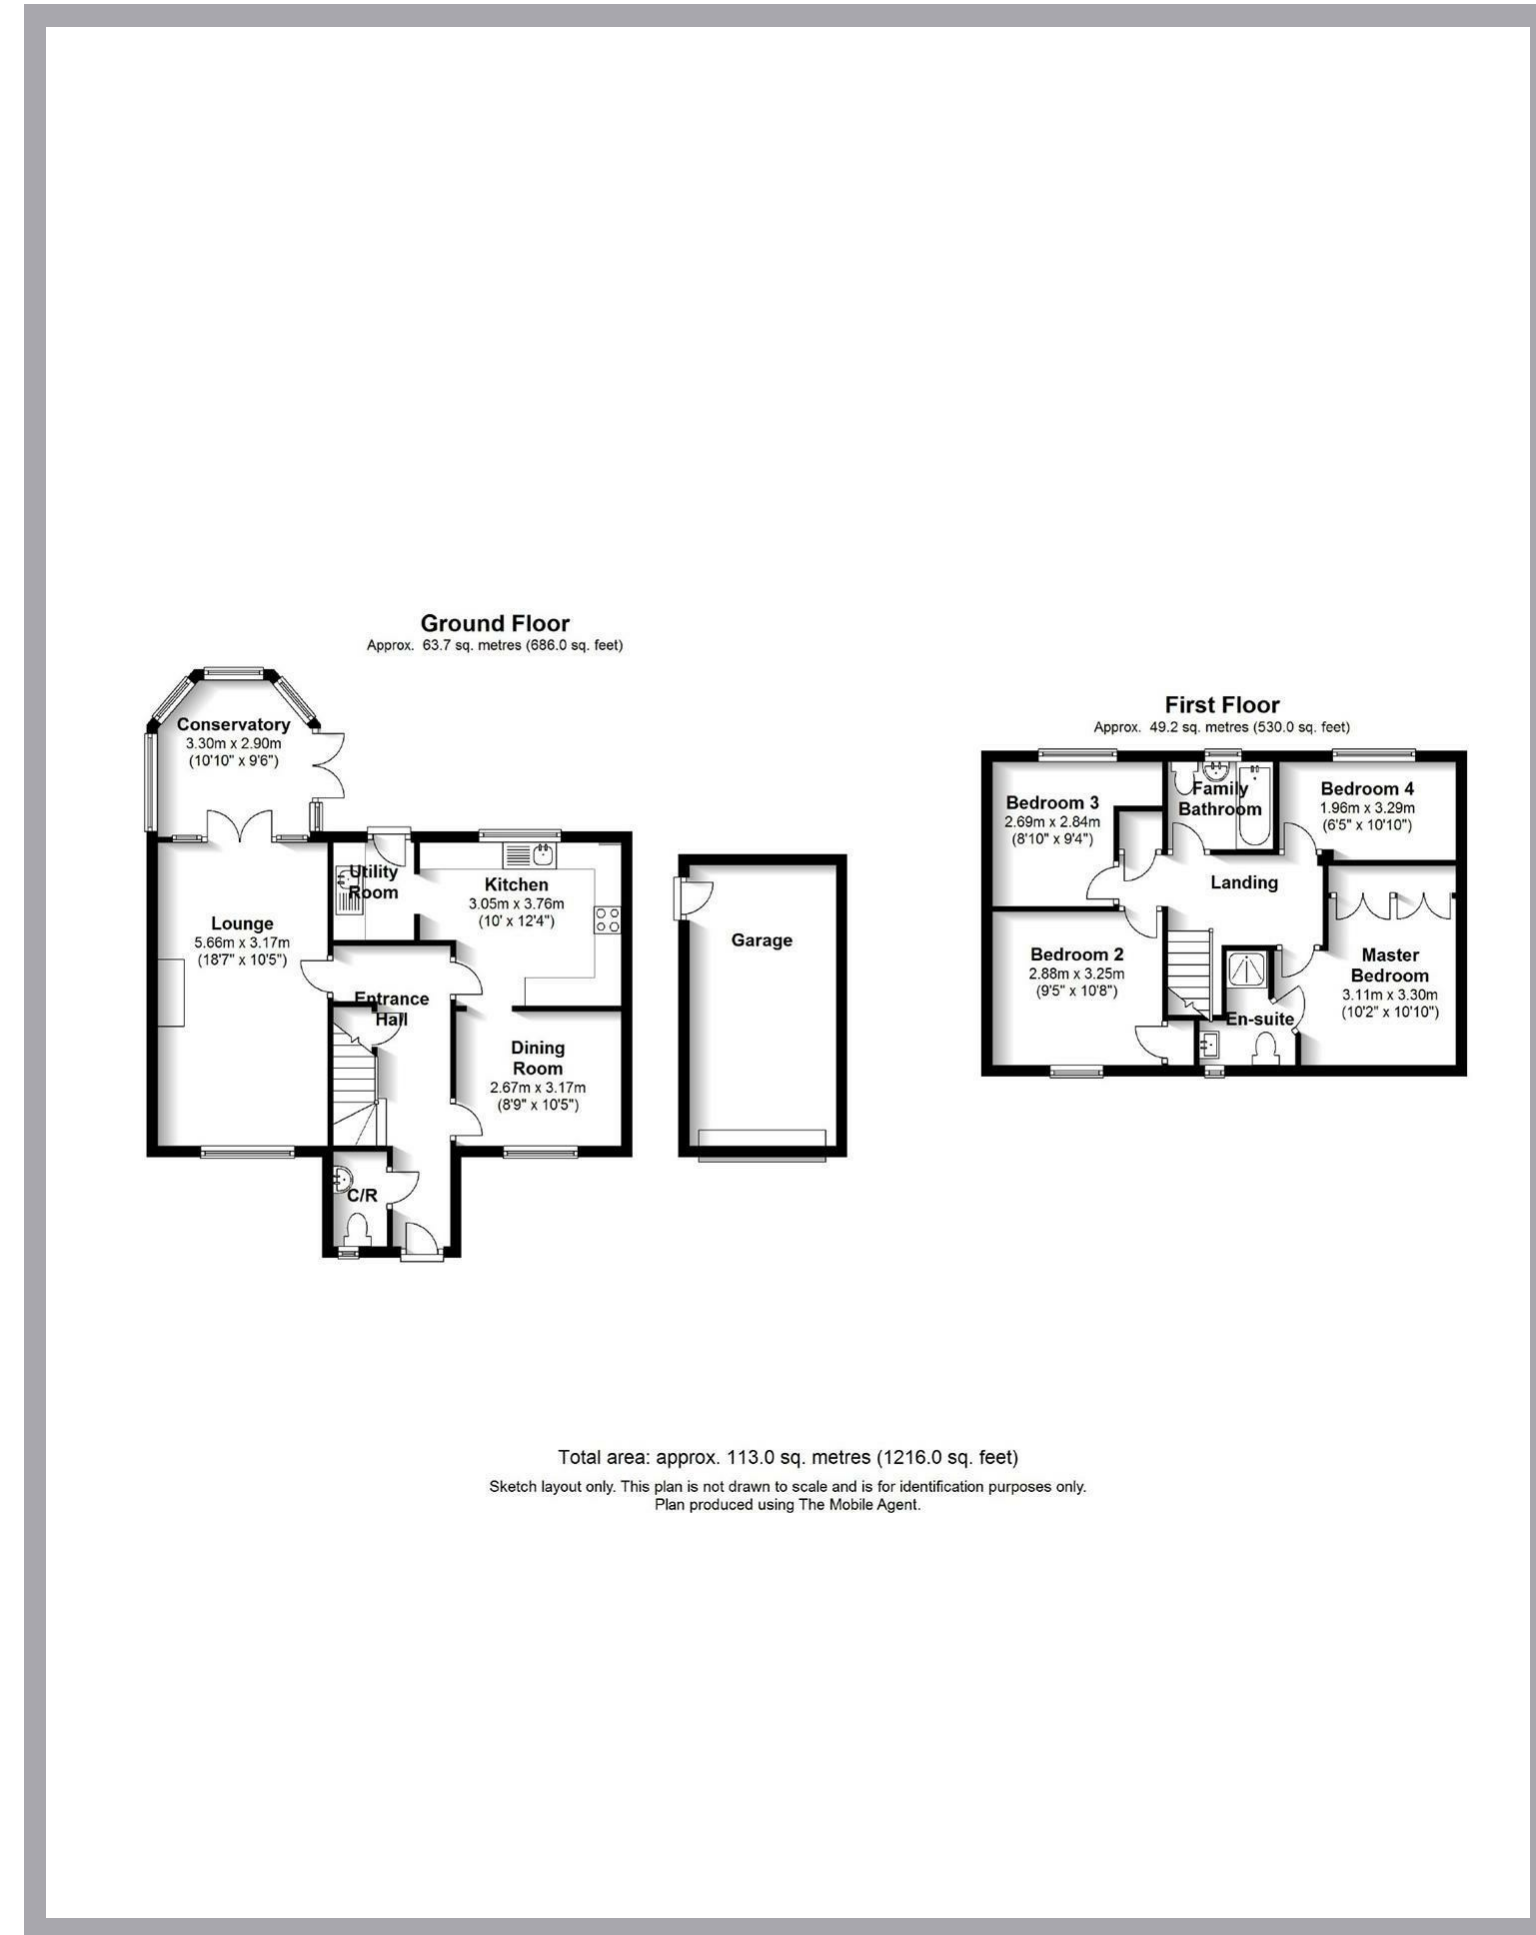 Ground Floor
Approx. 63.7 sq. metres (686.0 sq. feet)
Conservatory
3.30m x 2.90m
(10'10" x 9'6")
Utility
Room
Kitchen
3.05m x 3.76m
(10' x 12'4")
Lounge
5.66m x 3.17m
(18'7" x 10'5")
Entrance
Hall
Dining
Room
2.67m x 3.17m
(8'9" x 10'5")
C/R
Garage
First Floor
Approx. 49.2 sq. metres (530.0 sq. feet)
Bedroom 3
2.69m x 2.84m
(8'10" x 9'4")
Family
Bathroom
Bedroom 4
1.96m x 3.29m
(6'5" x 10'10")
Landing
Bedroom 2
2.88m x 3.25m
(9'5" x 10'8")
Master
Bedroom
3.11m x 3.30m
(10'2" x 10'10")
En-suite
Total area: approx. 113.0 sq. metres (1216.0 sq. feet)
Sketch layout only. This plan is not drawn to scale and is for identification purposes only.
Plan produced using The Mobile Agent.